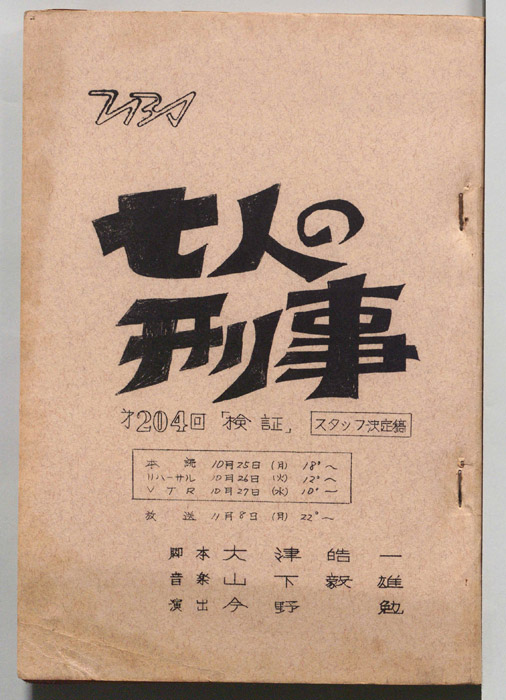 TBS
七人の
刑事
才204回「検証」 スタッフ決定稿
本読 10月25日(月) 18°〜
リハーサル 10月26日(火) 12°〜
VTR 10月27日(水) 10°〜
放送 11月8日(月) 22°〜
脚本 大津皓一
音楽 山下毅雄
演出 今野勉